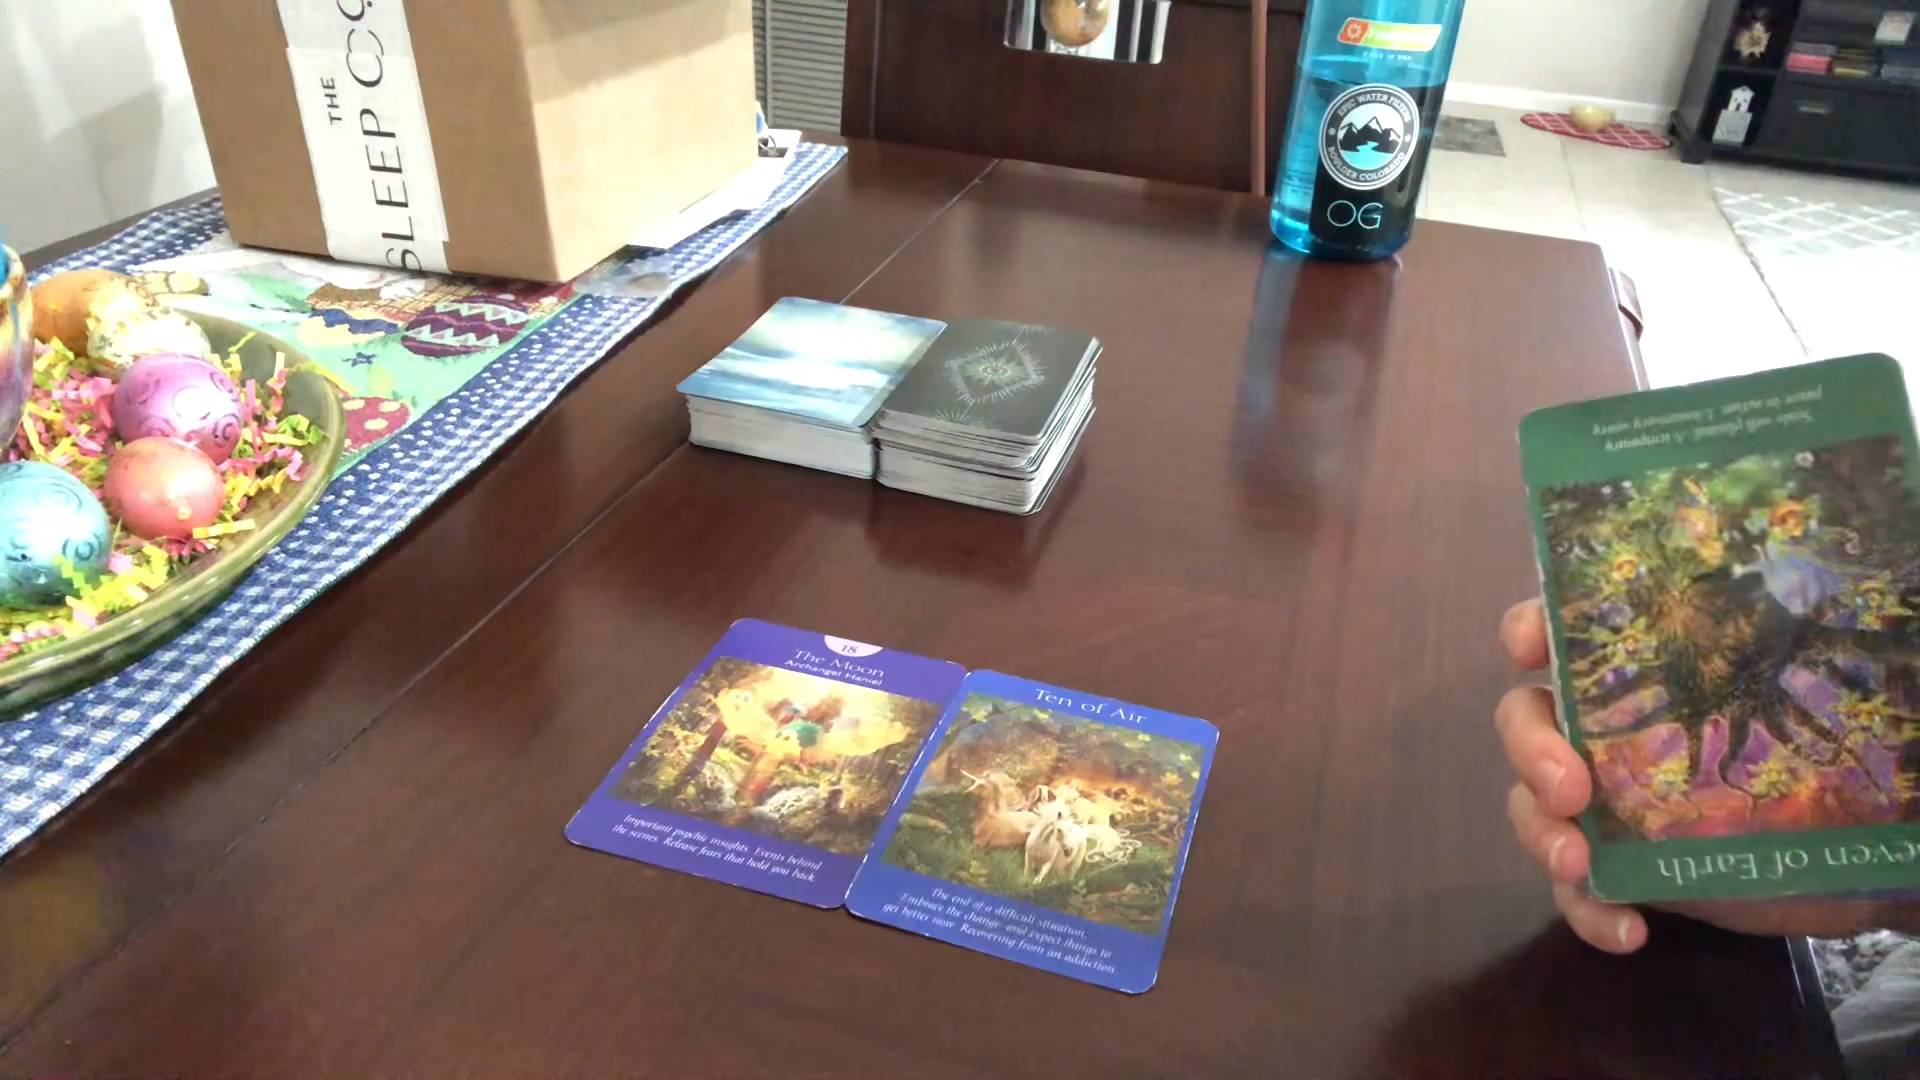 THE
SLEEP CO
EPIC WATER FILTERS
BOULDER COLORADO
OG
18
The Moon
Archangel Haniel
Important psychic insights. Events behind
the scenes. Release fears that hold you back
Ten of Air
The end of a difficult situation.
Embrace the change, and expect things to
get better now. Recovering from an addiction.
even of Earth